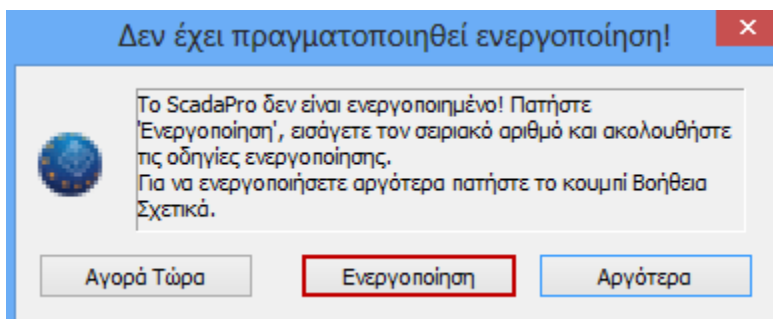 Δεν έχει πραγματοποιηθεί ενεργοποίηση!
Το ScadaPro δεν είναι ενεργοποιημένο! Πατήστε
'Ενεργοποίηση', εισάγετε τον σειριακό αριθμό και ακολουθήστε
τις οδηγίες ενεργοποίησης.
Για να ενεργοποιήσετε αργότερα πατήστε το κουμπί Βοήθεια
Σχετικά.
Αγορά Τώρα Ενεργοποίηση Αργότερα